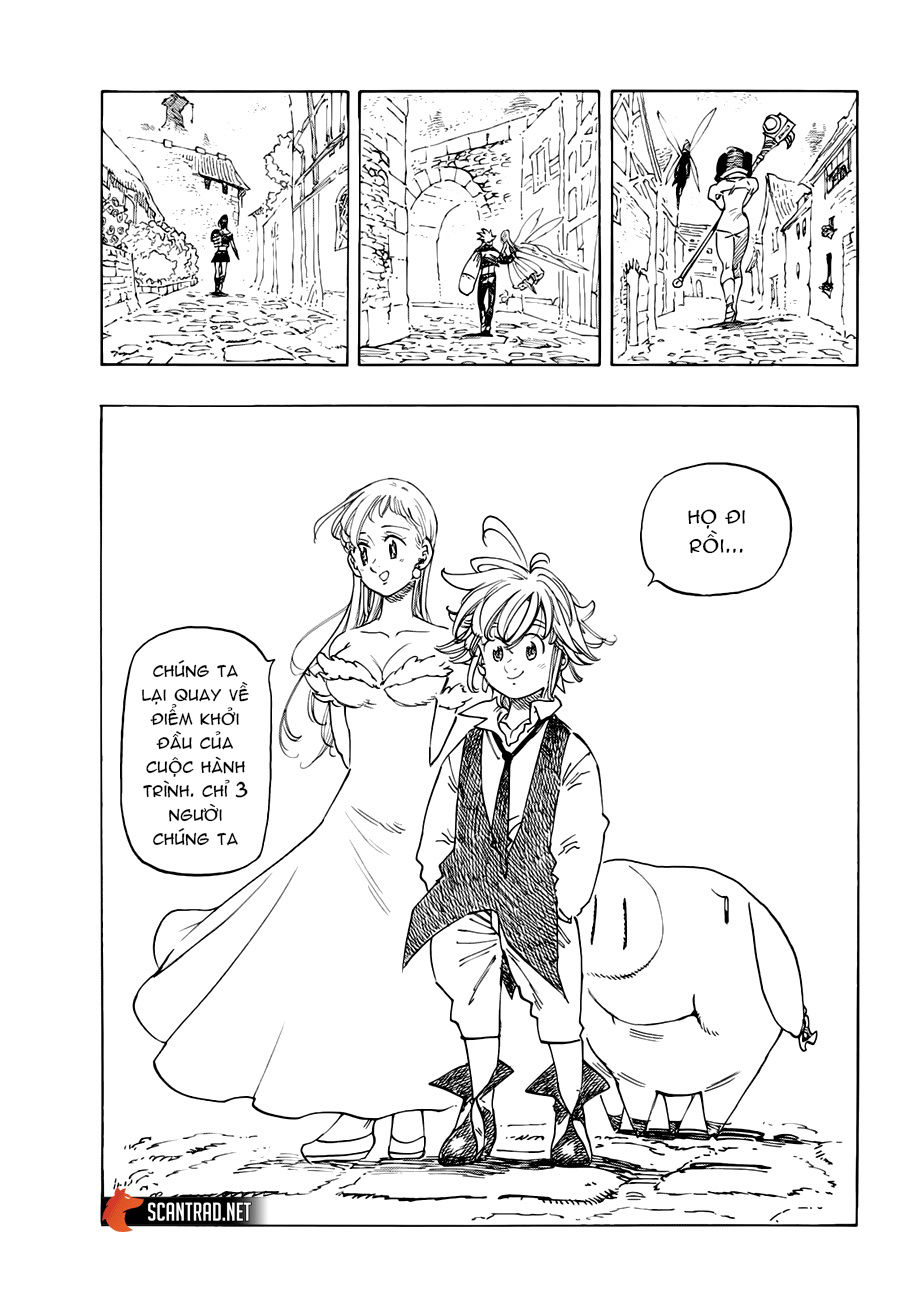 HỌ ĐI
RỒI...
CHÚNG TA
LẠI QUAY VỀ
ĐIỂM KHỞI
ĐẦU CỦA
CUỘC HÀNH
TRÌNH. CHỈ 3
NGƯỜI
CHÚNG TA
SCANTRAD.NET